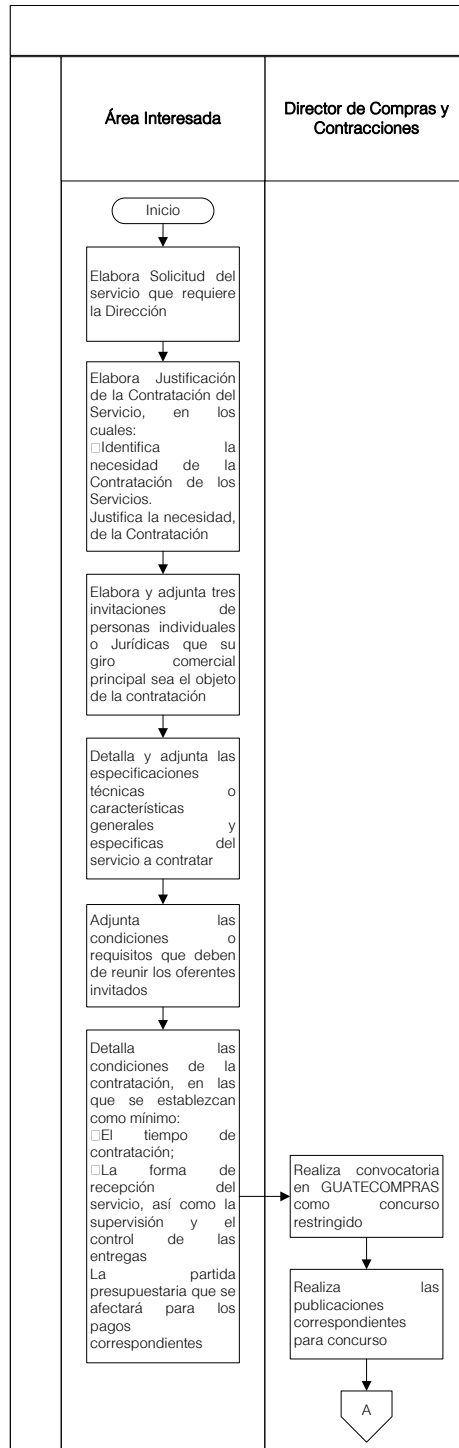 Área Interesada
Director de Compras y
Contracciones
Inicio
Elabora Solicitud del
servicio que requiere
la Dirección
Elabora Justificación
de la Contratación del
Servicio, en los
cuales:
□Identifica la
necesidad de la
Contratación de los
Servicios.
Justifica la necesidad,
de la Contratación
Elabora y adjunta tres
invitaciones de
personas individuales
o Jurídicas que su
giro comercial
principal sea el objeto
de la contratación
Detalla y adjunta las
especificaciones
técnicas o
características
generales y
especificas del
servicio a contratar
Adjunta las
condiciones o
requisitos que deben
de reunir los oferentes
invitados
Detalla las
condiciones de la
contratación, en las
que se establezcan
como mínimo:
□El tiempo de
contratación;
□La forma de
recepción del
servicio, así como la
supervisión y el
control de las
entregas
La partida
presupuestaria que se
afectará para los
pagos
correspondientes
Realiza convocatoria
en GUATECOMPRAS
como concurso
restringido
Realiza las
publicaciones
correspondientes
para concurso
A